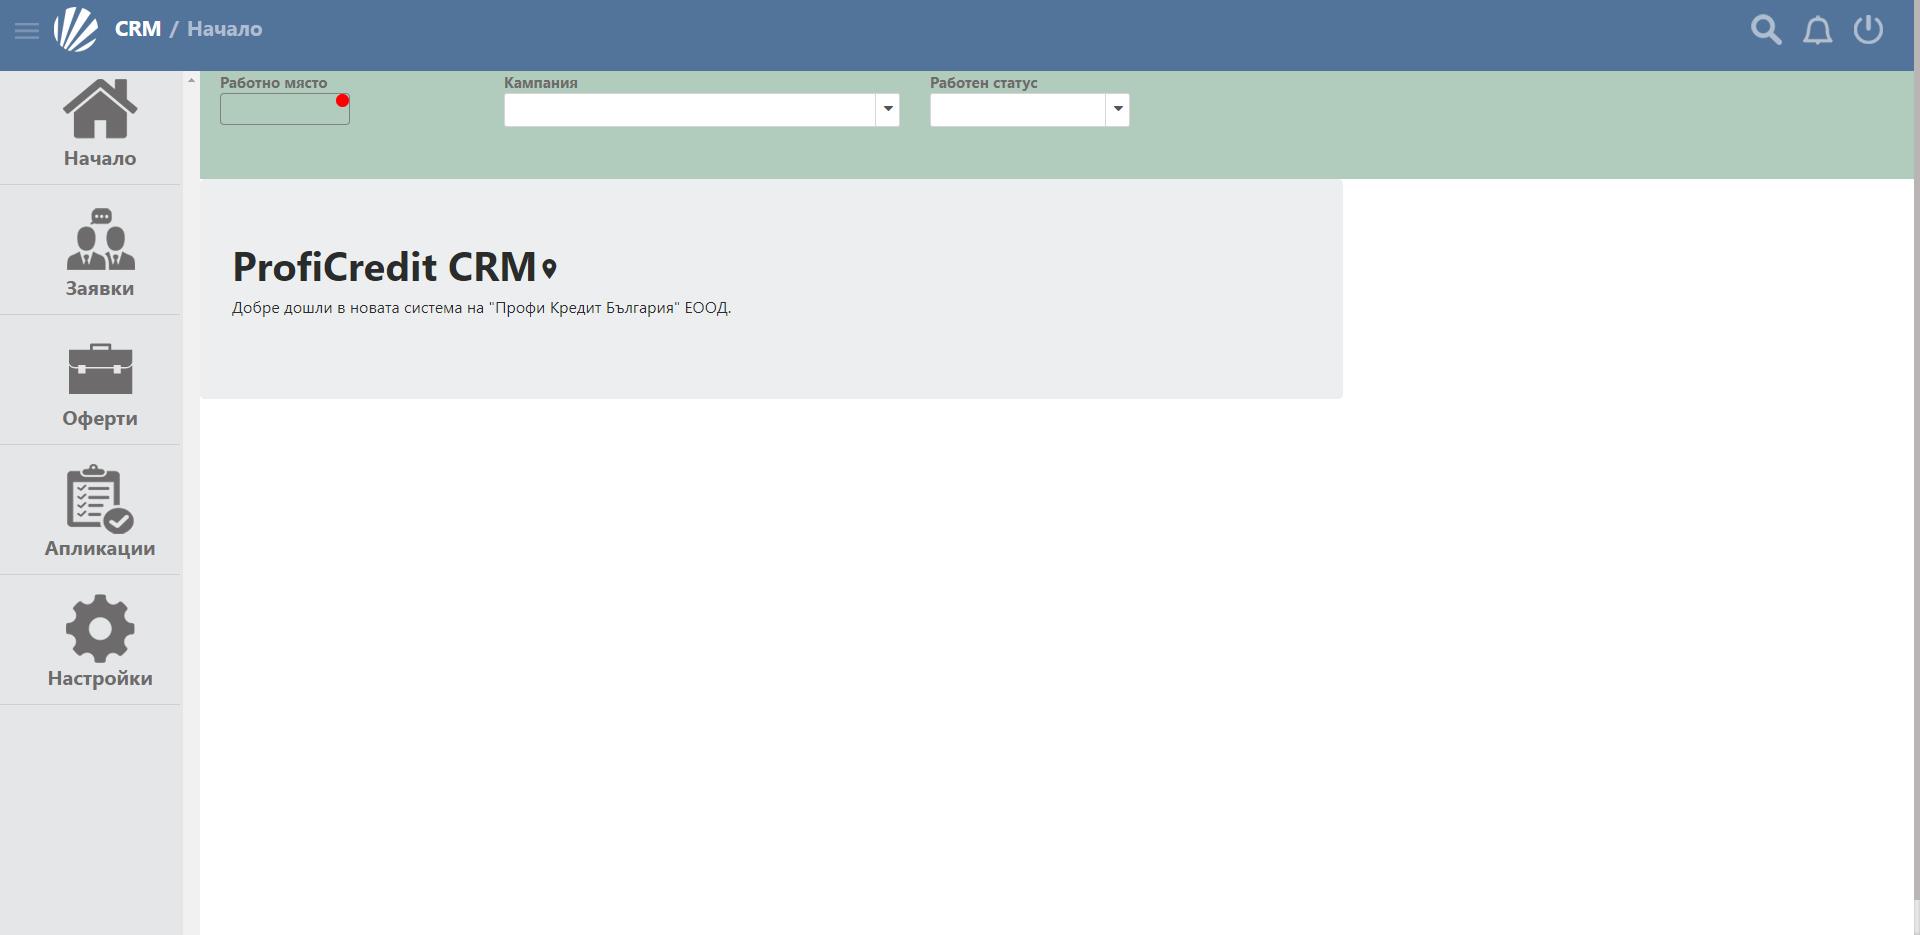 CRM / Начало
Работно място
Кампания
Работен статус
Начало
Заявки
Оферти
Апликации
Настройки
ProfiCredit CRM
Добре дошли в новата система на "Профи Кредит България" ЕООД.